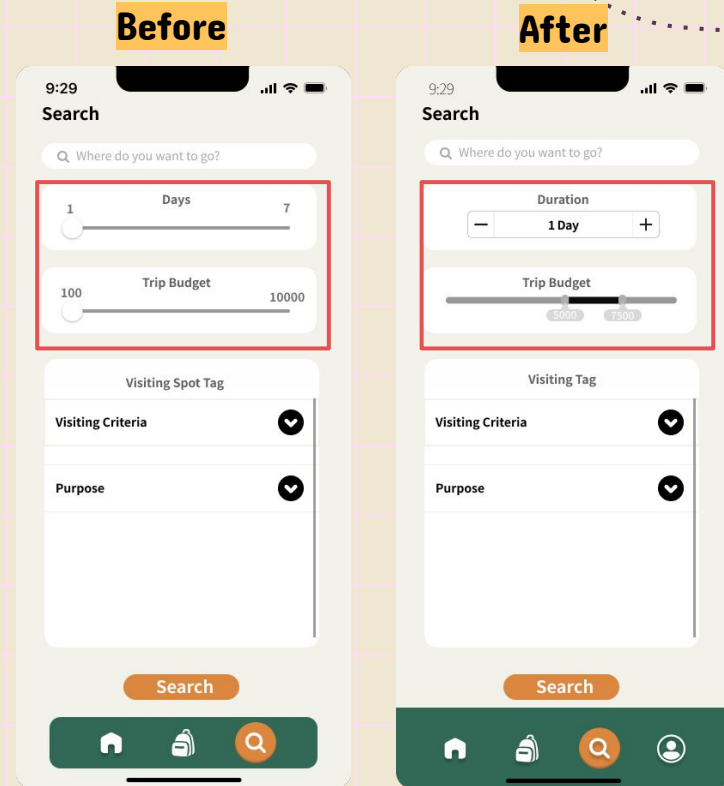 Before
9:29
Search
Where do you want to go?
Days
1
7
Trip Budget
100
10000
Visiting Spot Tag
Visiting Criteria
Purpose
Search
After
9:29
Search
Where do you want to go?
Duration
1 Day
Trip Budget
5000
7500
Visiting Tag
Visiting Criteria
Purpose
Search